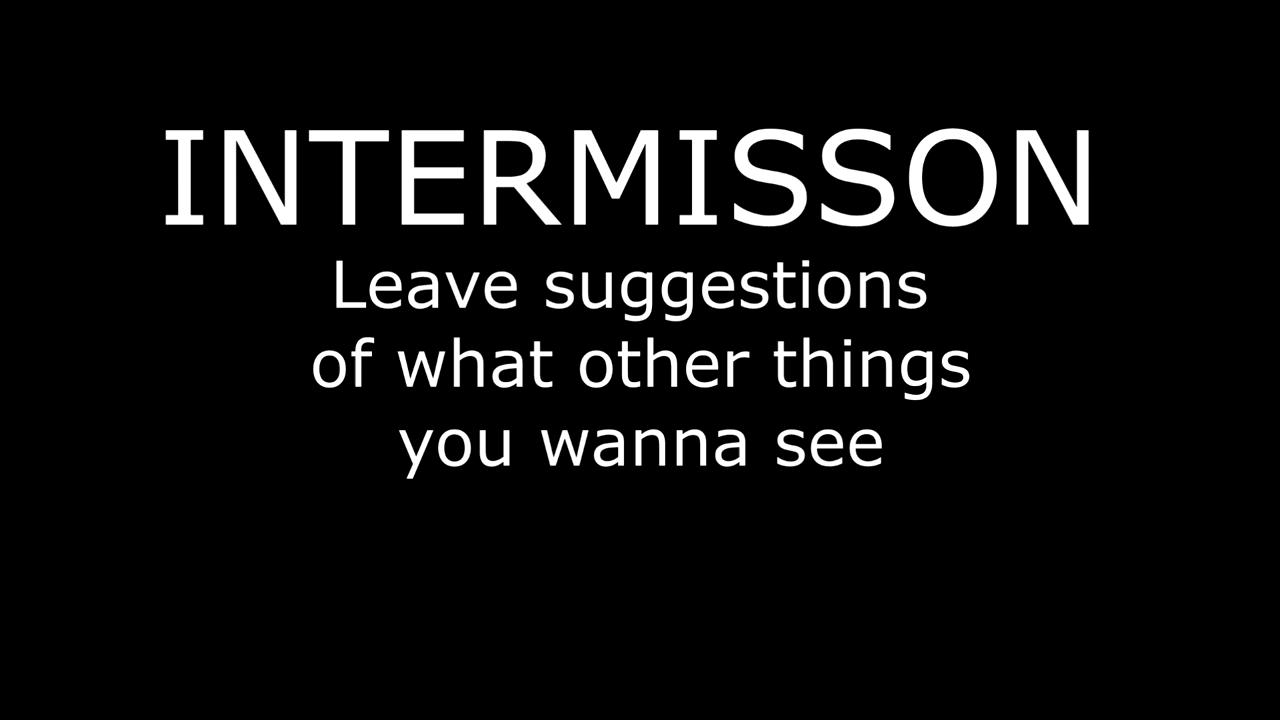 INTERMISSON
Leave suggestions
of what other things
you wanna see